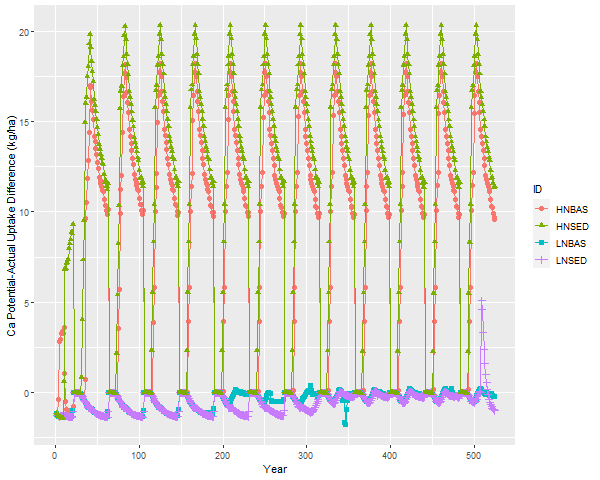 20
15
10
5
0
Ca Potential-Actual Uptake Difference (kg/ha)
0 100 200 300 400 500
Year
ID
HNBAS
HNSED
LNBAS
LNSED